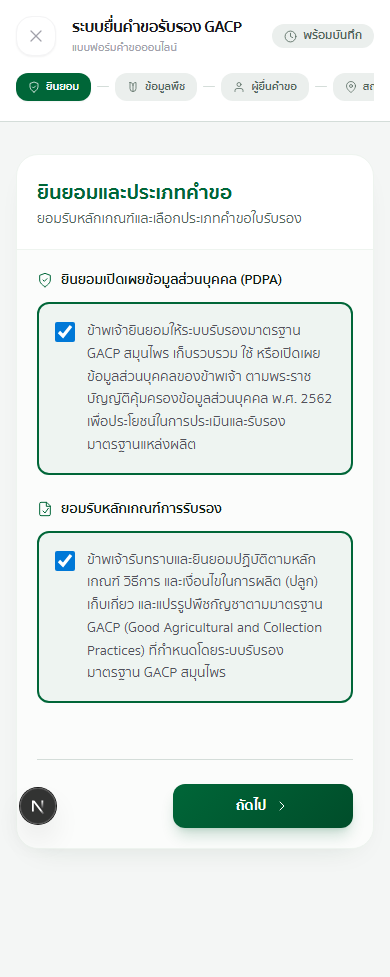 ระบบยื่นคำขอรับรอง GACP
แบบฟอร์มคำขอออนไลน์
พร้อมบันทึก
ยินยอม
ข้อมูลพืช
ผู้ยื่นคำขอ
ยินยอมและประเภทคำขอ
ยอมรับหลักเกณฑ์และเลือกประเภทคำขอใบรับรอง
ยินยอมเปิดเผยข้อมูลส่วนบุคคล (PDPA)
ข้าพเจ้ายินยอมให้ระบบรับรองมาตรฐาน
GACP สมุนไพร เก็บรวบรวม ใช้ หรือเปิดเผย
ข้อมูลส่วนบุคคลของข้าพเจ้า ตามพระราช
บัญญัติคุ้มครองข้อมูลส่วนบุคคล พ.ศ. 2562
เพื่อประโยชน์ในการประเมินและรับรอง
มาตรฐานแหล่งผลิต
ยอมรับหลักเกณฑ์การรับรอง
ข้าพเจ้ารับทราบและยินยอมปฏิบัติตามหลัก
เกณฑ์ วิธีการ และเงื่อนไขในการผลิต (ปลูก)
เก็บเกี่ยว และแปรรูปพืชกัญชาตามมาตรฐาน
GACP (Good Agricultural and Collection
Practices) ที่กำหนดโดยระบบรับรอง
มาตรฐาน GACP สมุนไพร
N
ถัดไป